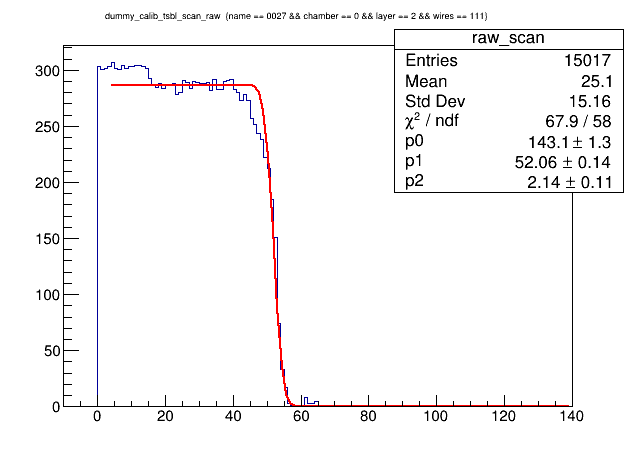 dummy_calib_tsbl_scan_raw (name == 0027 && chamber == 0 && layer == 2 && wires == 111)
raw_scan
Entries 15017
Mean 25.1
Std Dev 15.16
χ² / ndf 67.9 / 58
p0 143.1 ± 1.3
p1 52.06 ± 0.14
p2 2.14 ± 0.11
300
250
200
150
100
50
0
0 20 40 60 80 100 120 140